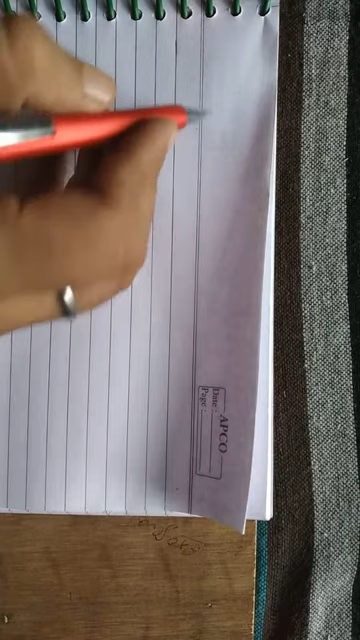 APCO
Date :
Page :